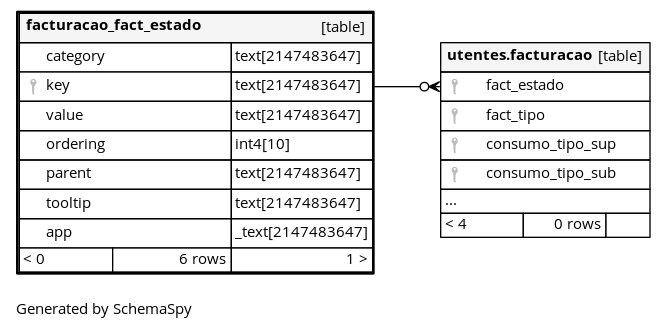 facturacao_fact_estado [table]
category text[2147483647]
key text[2147483647]
value text[2147483647]
ordering int4[10]
parent text[2147483647]
tooltip text[2147483647]
app _text[2147483647]
< 0 6 rows 1 >
utentes.facturacao [table]
fact_estado
fact_tipo
consumo_tipo_sup
consumo_tipo_sub
...
< 4 0 rows
Generated by SchemaSpy